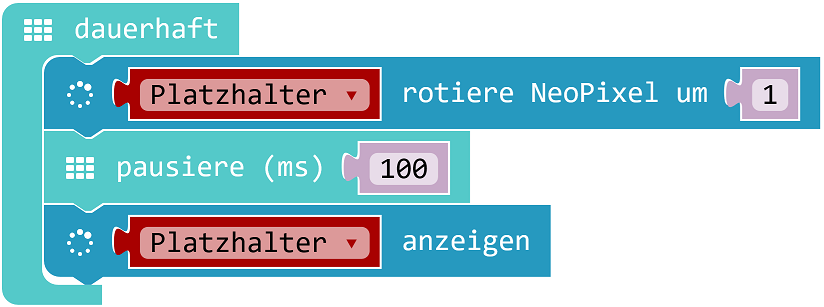 dauerhaft
Platzhalter rotiere NeoPixel um 1
pausiere (ms) 100
Platzhalter anzeigen